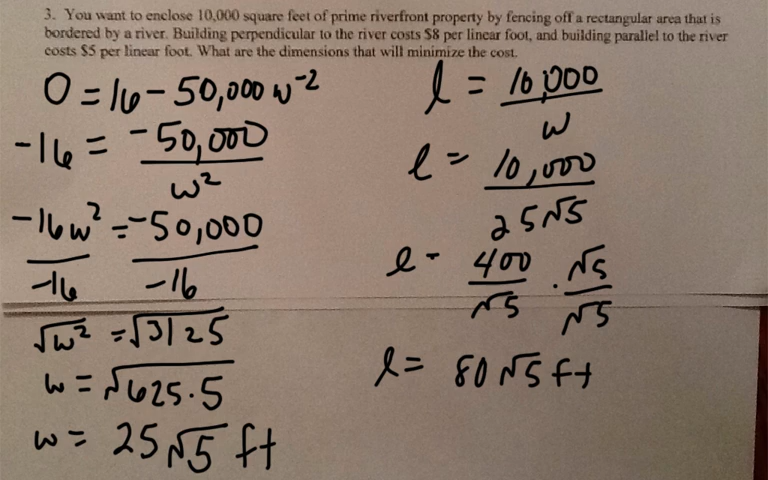 3. You want to enclose 10,000 square feet of prime riverfront property by fencing off a rectangular area that is
bordered by a river. Building perpendicular to the river costs $8 per linear foot, and building parallel to the river
costs $5 per linear foot. What are the dimensions that will minimize the cost.
0 = 16 - 50,000 w⁻²
-16 = -50,000 / w²
-16w² = -50,000
-16 -16
√w² = √3125
w = √625·5
w = 25√5 ft
l = 10,000 / w
l = 10,000 / 25√5
l = 400 / √5 · √5 / √5
l = 80√5 ft